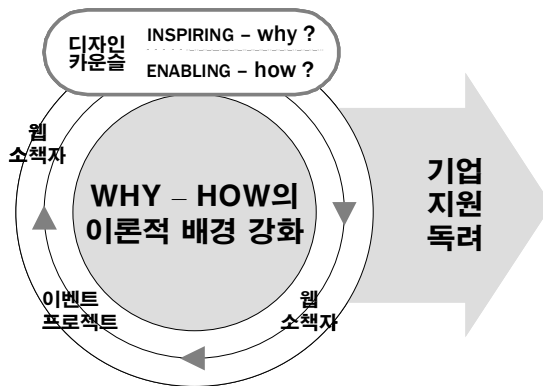 디자인
카운슬
INSPIRING – why ?
ENABLING – how ?
웹
소책자
WHY – HOW의
이론적 배경 강화
기업
지원
독려
이벤트
프로젝트
웹
소책자